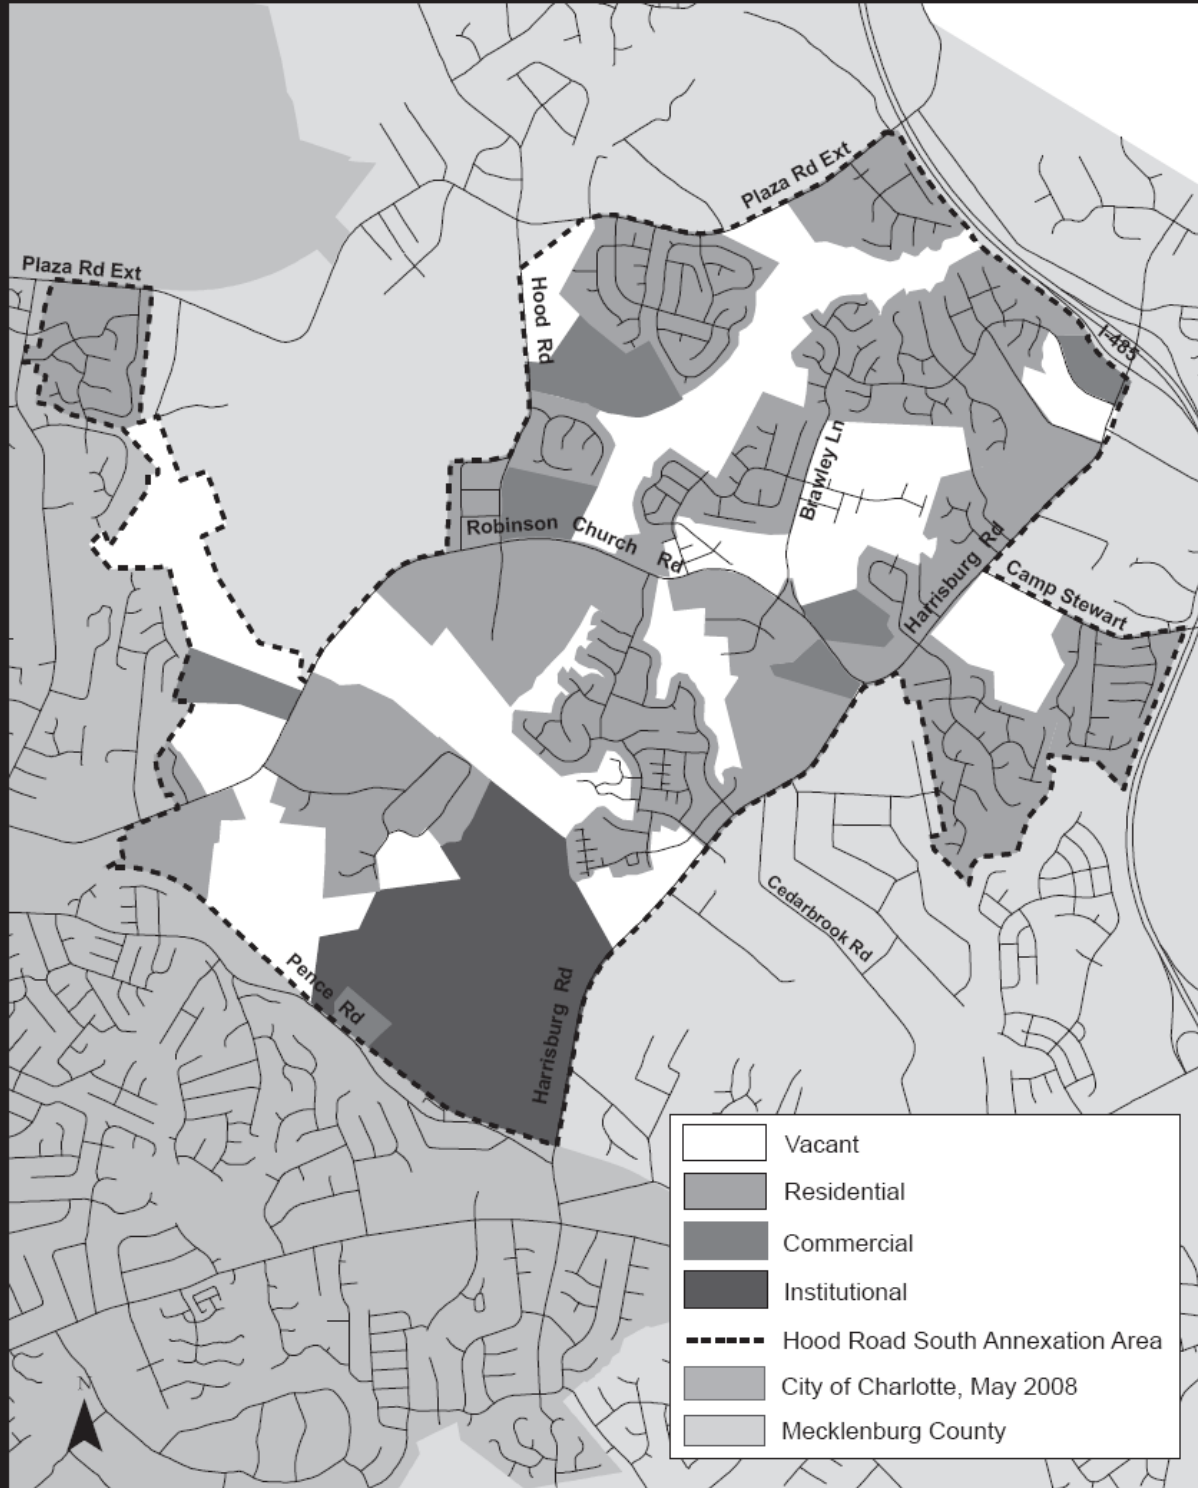 Plaza Rd Ext
Plaza Rd Ext
Hood Rd
I-485
Brawley Ln
Robinson Church Rd
Harrisburg Rd
Camp Stewart
Cedarbrook Rd
Pence Rd
Harrisburg Rd
Vacant
Residential
Commercial
Institutional
Hood Road South Annexation Area
City of Charlotte, May 2008
Mecklenburg County
N